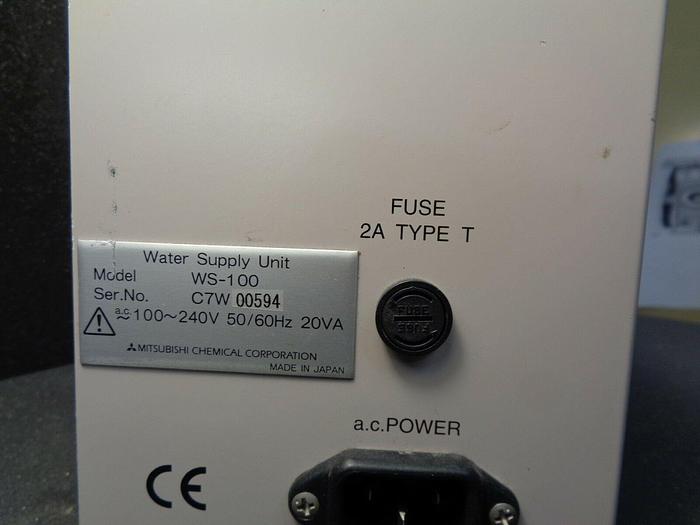 FUSE
2A TYPE T
Water Supply Unit
Model WS-100
Ser.No. C7W 00594
a.c. ~ 100～240V 50/60Hz 20VA
MITSUBISHI CHEMICAL CORPORATION
MADE IN JAPAN
FUSE
FUSE
a.c.POWER
CE